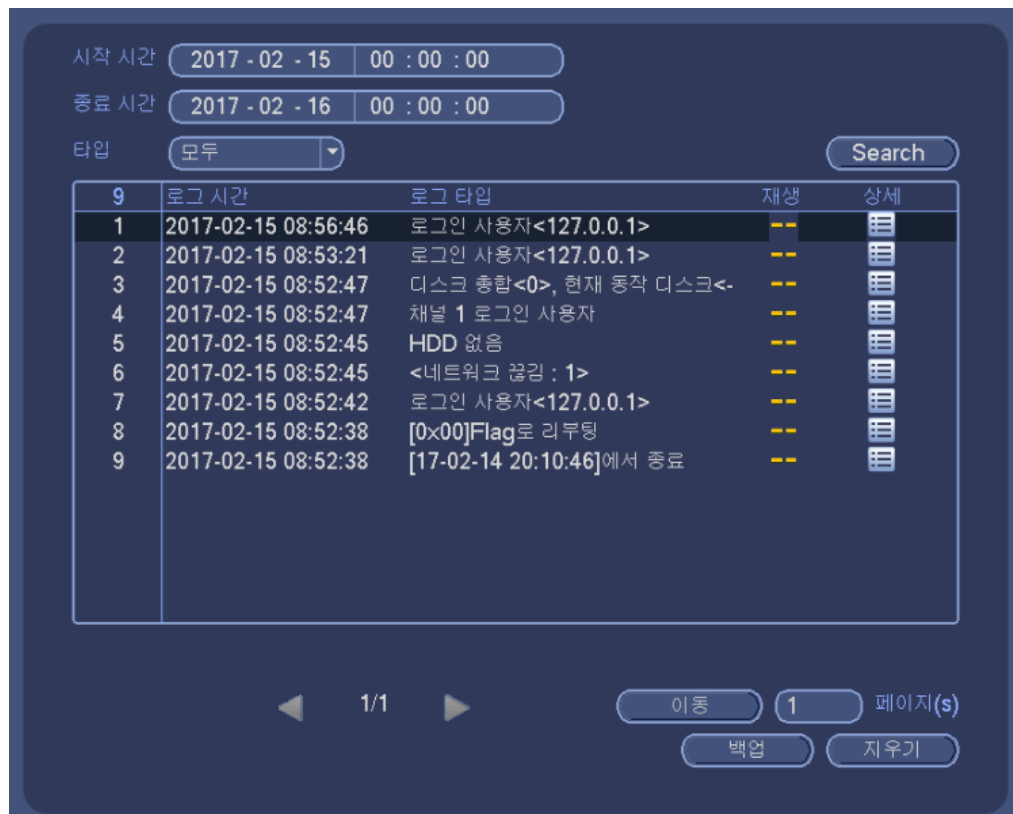 시작 시간 2017 - 02 - 15 00 : 00 : 00
종료 시간 2017 - 02 - 16 00 : 00 : 00
타입 모두 Search
9 로그 시간 로그 타입 재생 상세
1 2017-02-15 08:56:46 로그인 사용자<127.0.0.1> --
2 2017-02-15 08:53:21 로그인 사용자<127.0.0.1> --
3 2017-02-15 08:52:47 디스크 총합<0>, 현재 동작 디스크<- --
4 2017-02-15 08:52:47 채널 1 로그인 사용자 --
5 2017-02-15 08:52:45 HDD 없음 --
6 2017-02-15 08:52:45 <네트워크 끊김 : 1> --
7 2017-02-15 08:52:42 로그인 사용자<127.0.0.1> --
8 2017-02-15 08:52:38 [0x00]Flag로 리부팅 --
9 2017-02-15 08:52:38 [17-02-14 20:10:46]에서 종료 --
1/1 이동 1 페이지(s)
백업 지우기